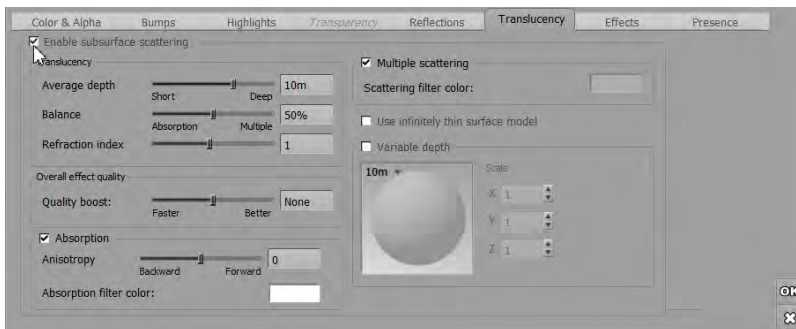 Color & Alpha Bumps Highlights Transparency Reflections Translucency Effects Presence
Enable subsurface scattering
Translucency
Average depth 10m
Short Deep
Balance 50%
Absorption Multiple
Refraction index 1
Overall effect quality
Quality boost: None
Faster Better
Absorption
Anisotropy 0
Backward Forward
Absorption filter color:
Multiple scattering
Scattering filter color:
Use infinitely thin surface model
Variable depth
10m
Scale
X 1
Y 1
Z 1
OK